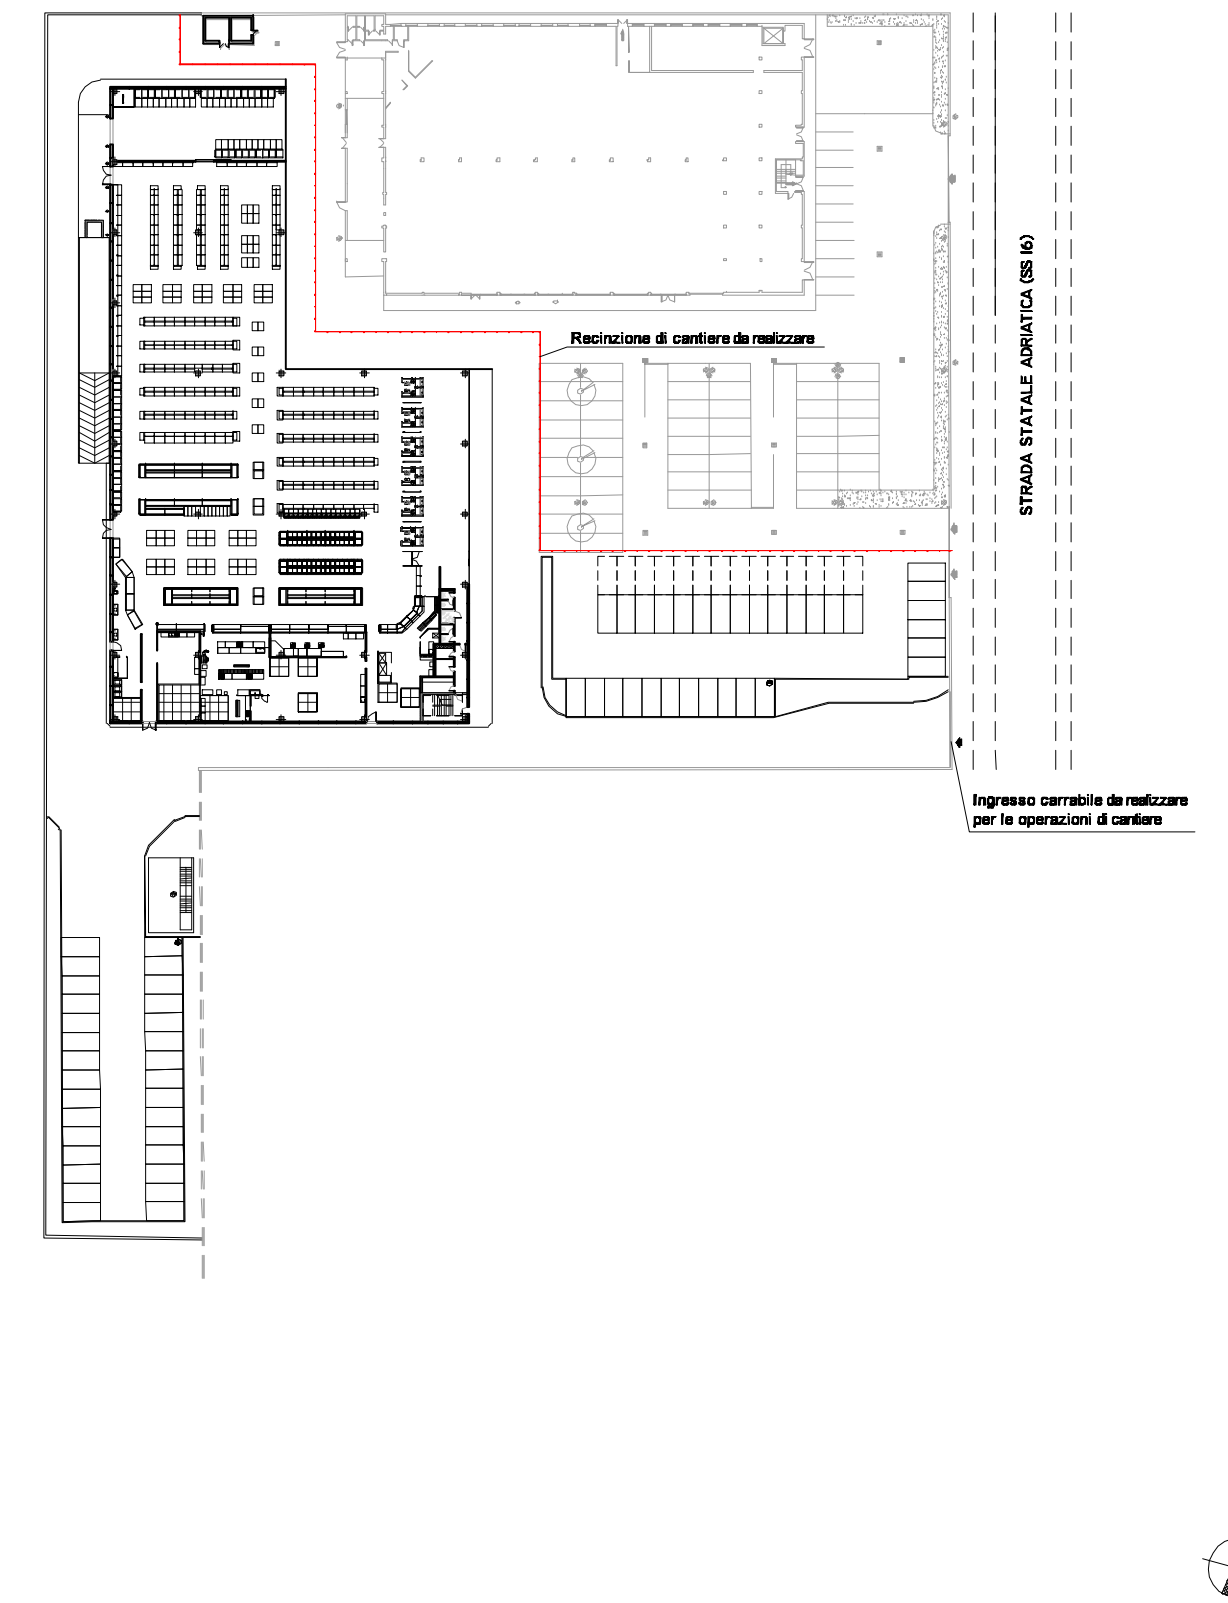 Recinzione di cantiere da realizzare
STRADA STATALE ADRIATICA (SS 16)
Ingresso carrabile da realizzare
per le operazioni di cantiere